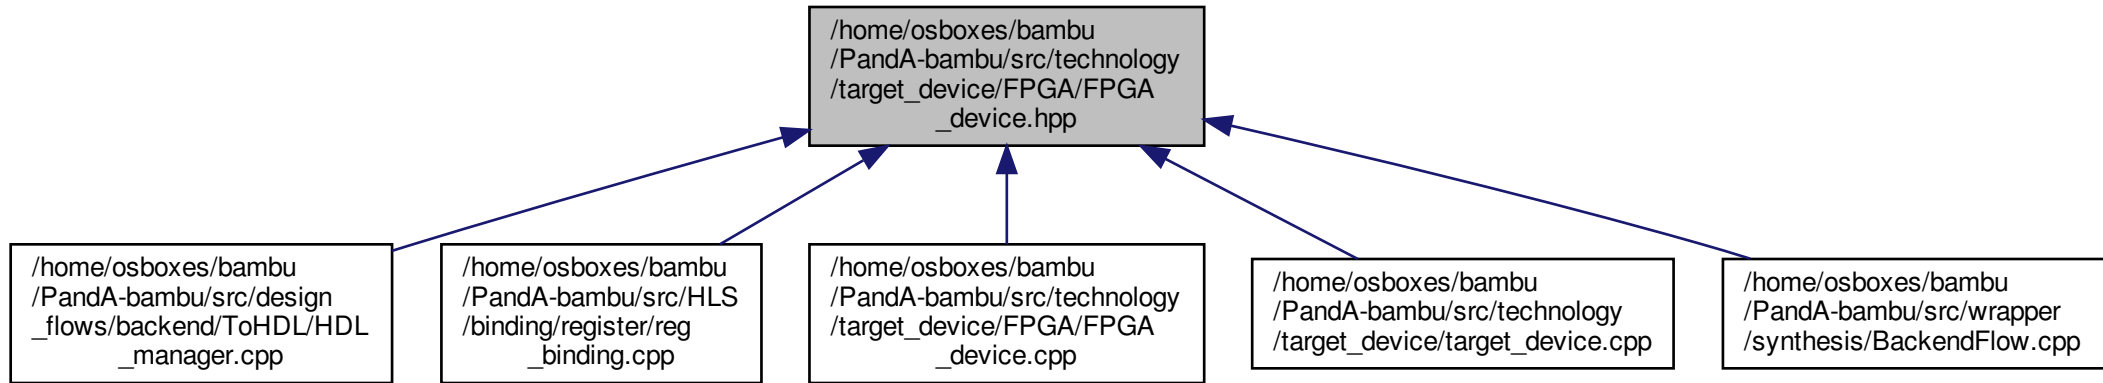 /home/osboxes/bambu
/PandA-bambu/src/technology
/target_device/FPGA/FPGA
_device.hpp
/home/osboxes/bambu
/PandA-bambu/src/design
_flows/backend/ToHDL/HDL
_manager.cpp
/home/osboxes/bambu
/PandA-bambu/src/HLS
/binding/register/reg
_binding.cpp
/home/osboxes/bambu
/PandA-bambu/src/technology
/target_device/FPGA/FPGA
_device.cpp
/home/osboxes/bambu
/PandA-bambu/src/technology
/target_device/target_device.cpp
/home/osboxes/bambu
/PandA-bambu/src/wrapper
/synthesis/BackendFlow.cpp